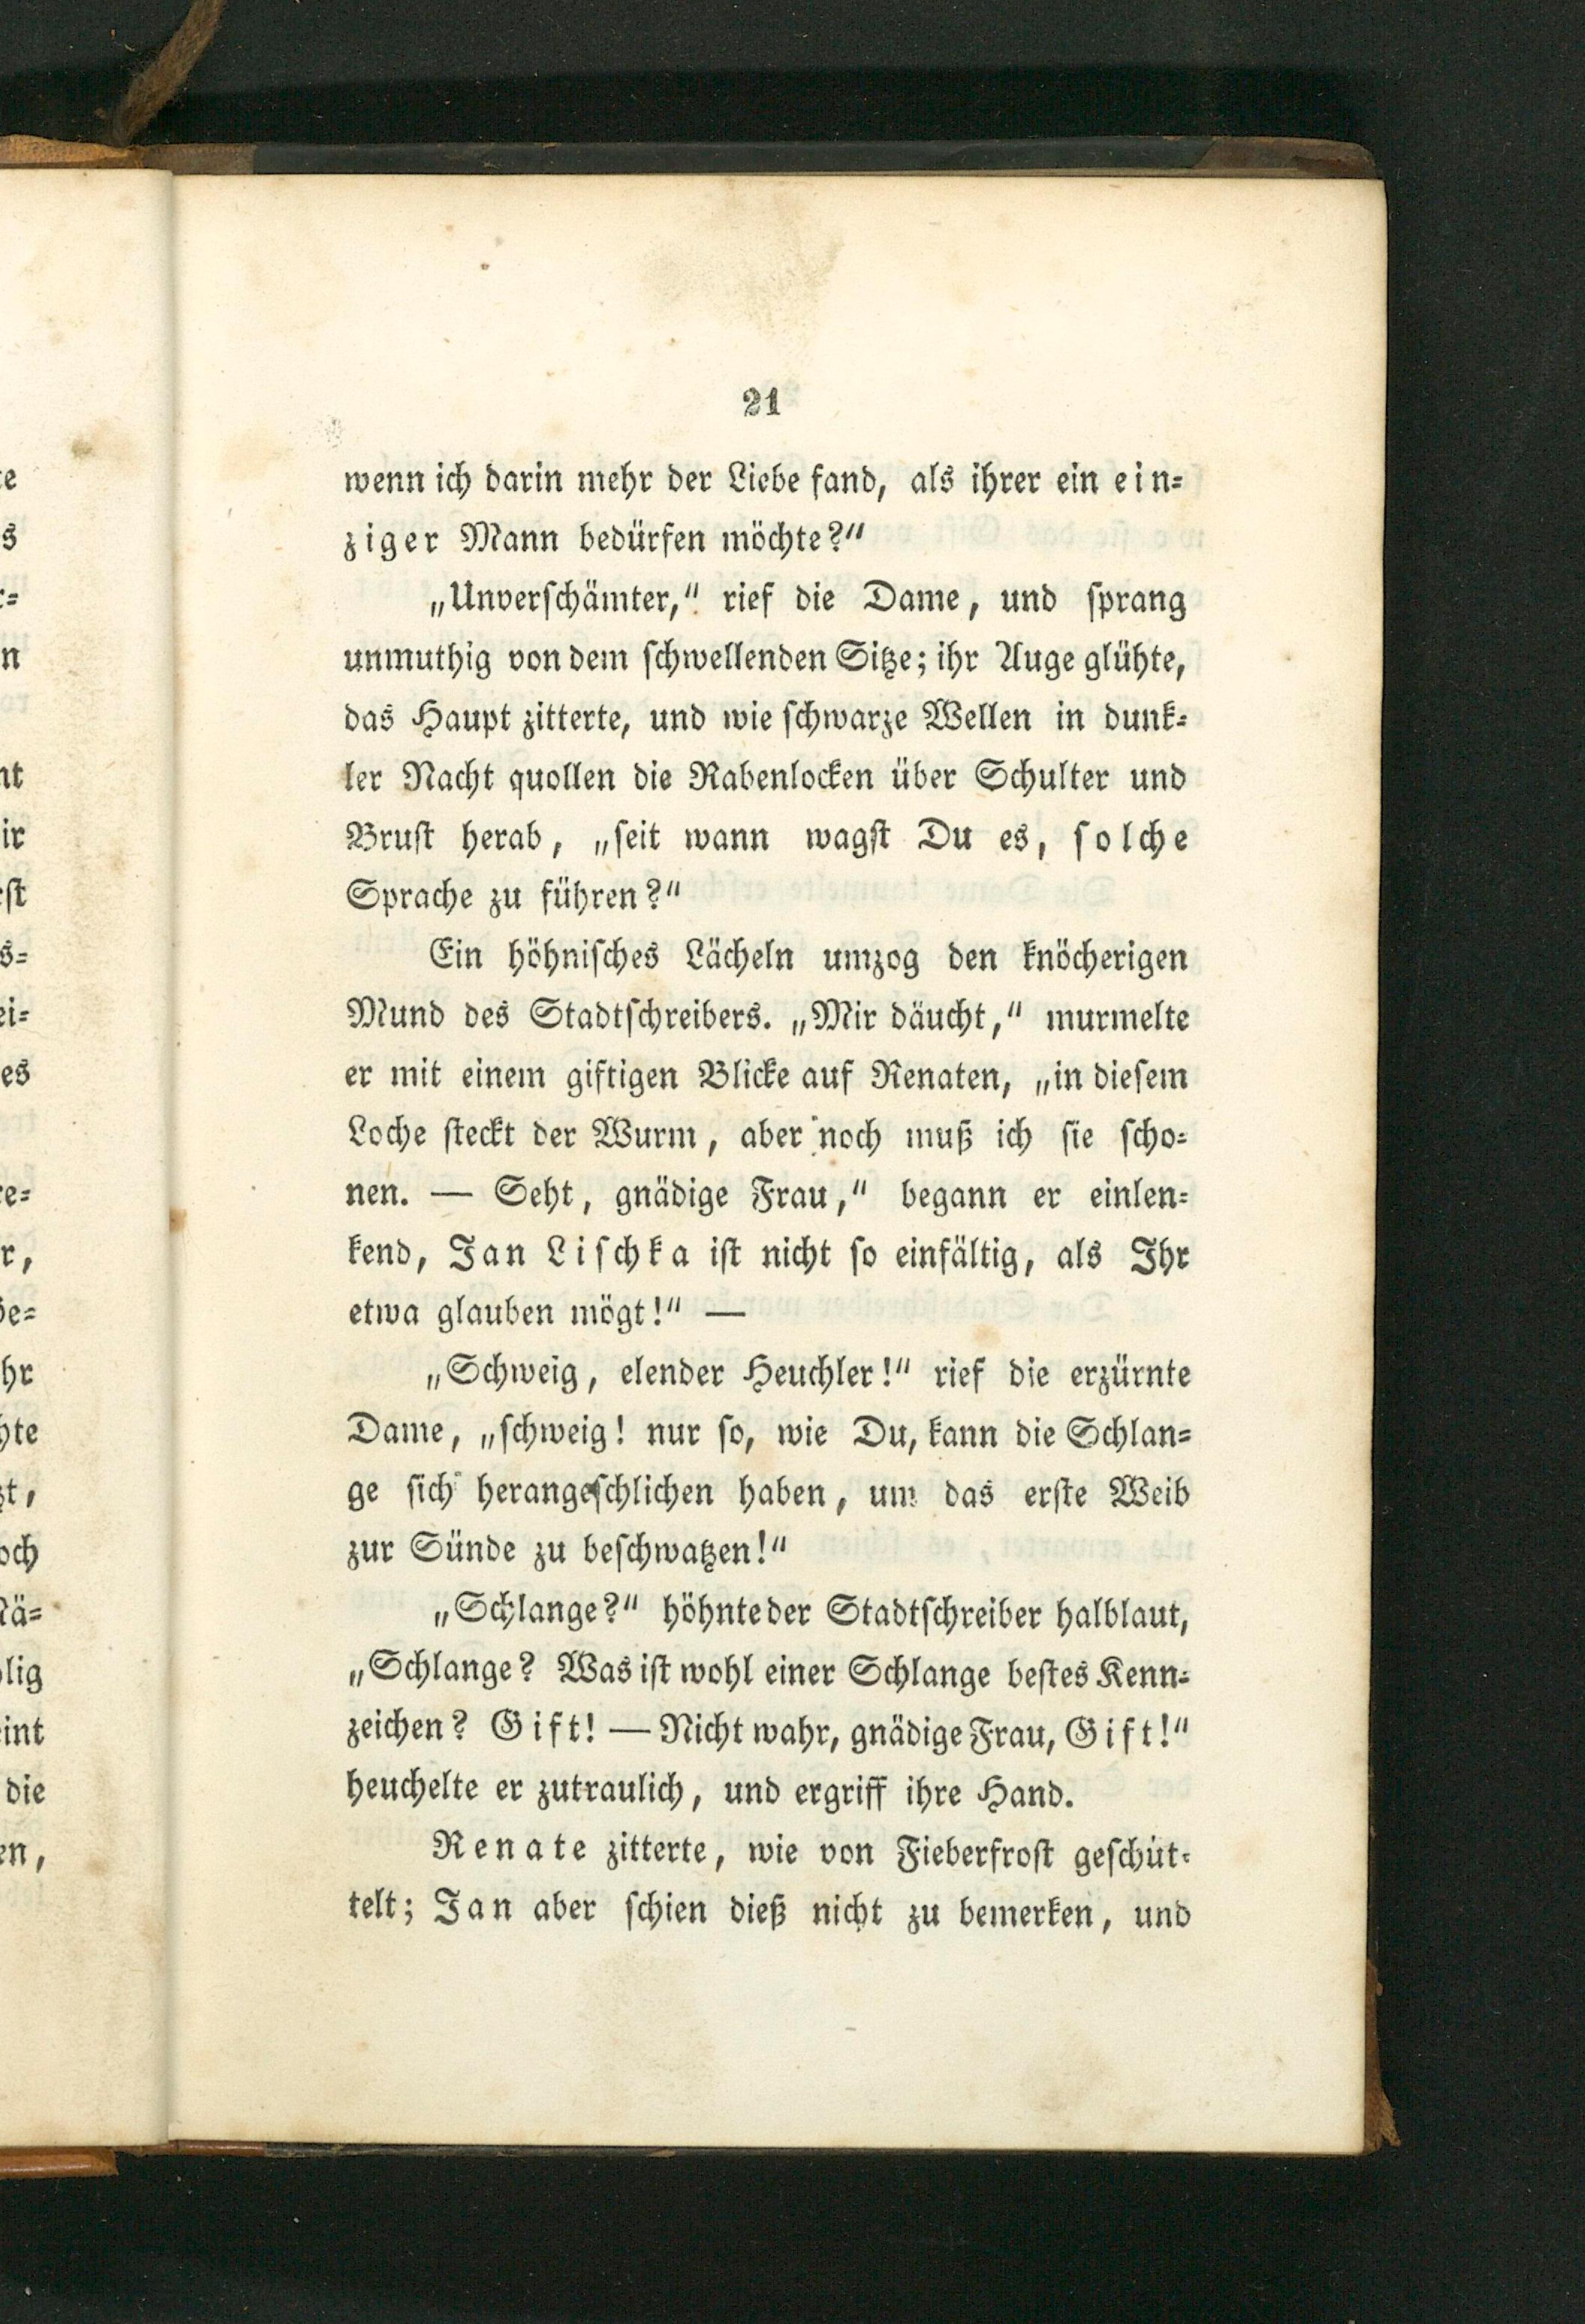 21
wenn ich darin mehr der Liebe fand, als ihrer ein ein-
ziger Mann bedürfen möchte?“
„Unverschämter,“ rief die Dame, und sprang
unmuthig von dem schwellenden Sitze; ihr Auge glühte,
das Haupt zitterte, und wie schwarze Wellen in dunk-
ler Nacht quollen die Rabenlocken über Schulter und
Brust herab, „seit wann wagst Du es, solche
Sprache zu führen?“
Ein höhnisches Lächeln umzog den knöcherigen
Mund des Stadtschreibers. „Mir däucht,“ murmelte
er mit einem giftigen Blicke auf Renaten, „in diesem
Loche steckt der Wurm, aber noch muß ich sie scho-
nen. — Seht, gnädige Frau,“ begann er einlen-
kend, Jan Lischka ist nicht so einfältig, als Ihr
etwa glauben mögt!“ —
„Schweig, elender Heuchler!“ rief die erzürnte
Dame, „schweig! nur so, wie Du, kann die Schlan-
ge sich herangeschlichen haben, um das erste Weib
zur Sünde zu beschwatzen!“
„Schlange?“ höhnte der Stadtschreiber halblaut,
„Schlange? Was ist wohl einer Schlange bestes Kenn-
zeichen? Gift! — Nicht wahr, gnädige Frau, Gift!“
heuchelte er zutraulich, und ergriff ihre Hand.
Renate zitterte, wie von Fieberfrost geschüt-
telt; Jan aber schien dieß nicht zu bemerken, und